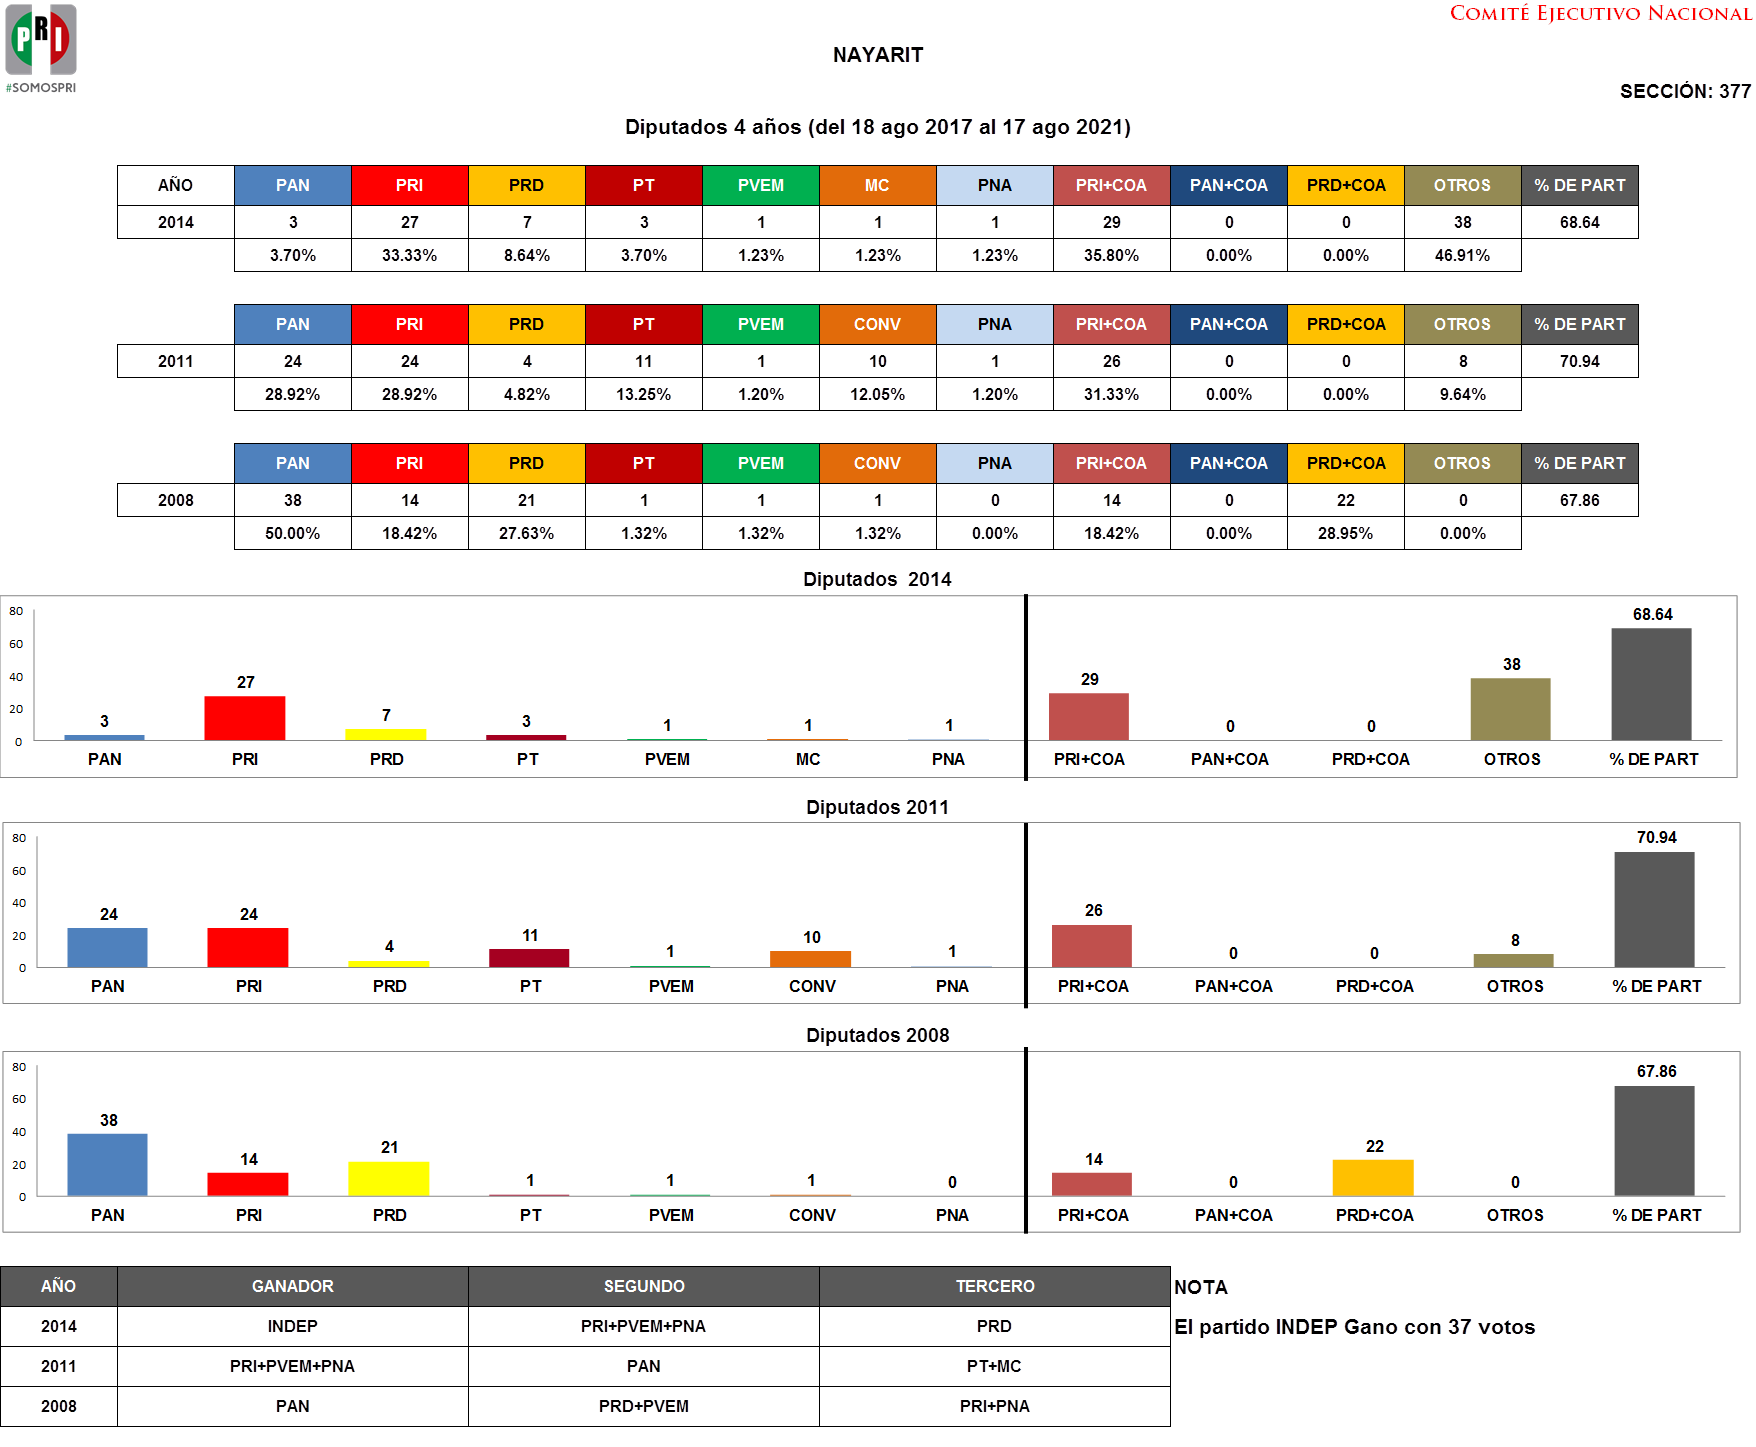 COMITÉ EJECUTIVO NACIONAL
PRI
#SOMOSPRI
NAYARIT
SECCIÓN: 377
Diputados 4 años (del 18 ago 2017 al 17 ago 2021)
AÑO PAN PRI PRD PT PVEM MC PNA PRI+COA PAN+COA PRD+COA OTROS % DE PART
2014 3 27 7 3 1 1 1 29 0 0 38 68.64
3.70% 33.33% 8.64% 3.70% 1.23% 1.23% 1.23% 35.80% 0.00% 0.00% 46.91%
PAN PRI PRD PT PVEM CONV PNA PRI+COA PAN+COA PRD+COA OTROS % DE PART
2011 24 24 4 11 1 10 1 26 0 0 8 70.94
28.92% 28.92% 4.82% 13.25% 1.20% 12.05% 1.20% 31.33% 0.00% 0.00% 9.64%
PAN PRI PRD PT PVEM CONV PNA PRI+COA PAN+COA PRD+COA OTROS % DE PART
2008 38 14 21 1 1 1 0 14 0 22 0 67.86
50.00% 18.42% 27.63% 1.32% 1.32% 1.32% 0.00% 18.42% 0.00% 28.95% 0.00%
Diputados  2014
80
60
40
20
0
3 27 7 3 1 1 1 29 0 0 38 68.64
PAN PRI PRD PT PVEM MC PNA PRI+COA PAN+COA PRD+COA OTROS % DE PART
Diputados 2011
80
60
40
20
0
24 24 4 11 1 10 1 26 0 0 8 70.94
PAN PRI PRD PT PVEM CONV PNA PRI+COA PAN+COA PRD+COA OTROS % DE PART
Diputados 2008
80
60
40
20
0
38 14 21 1 1 1 0 14 0 22 0 67.86
PAN PRI PRD PT PVEM CONV PNA PRI+COA PAN+COA PRD+COA OTROS % DE PART
AÑO GANADOR SEGUNDO TERCERO NOTA
2014 INDEP PRI+PVEM+PNA PRD El partido INDEP Gano con 37 votos
2011 PRI+PVEM+PNA PAN PT+MC
2008 PAN PRD+PVEM PRI+PNA